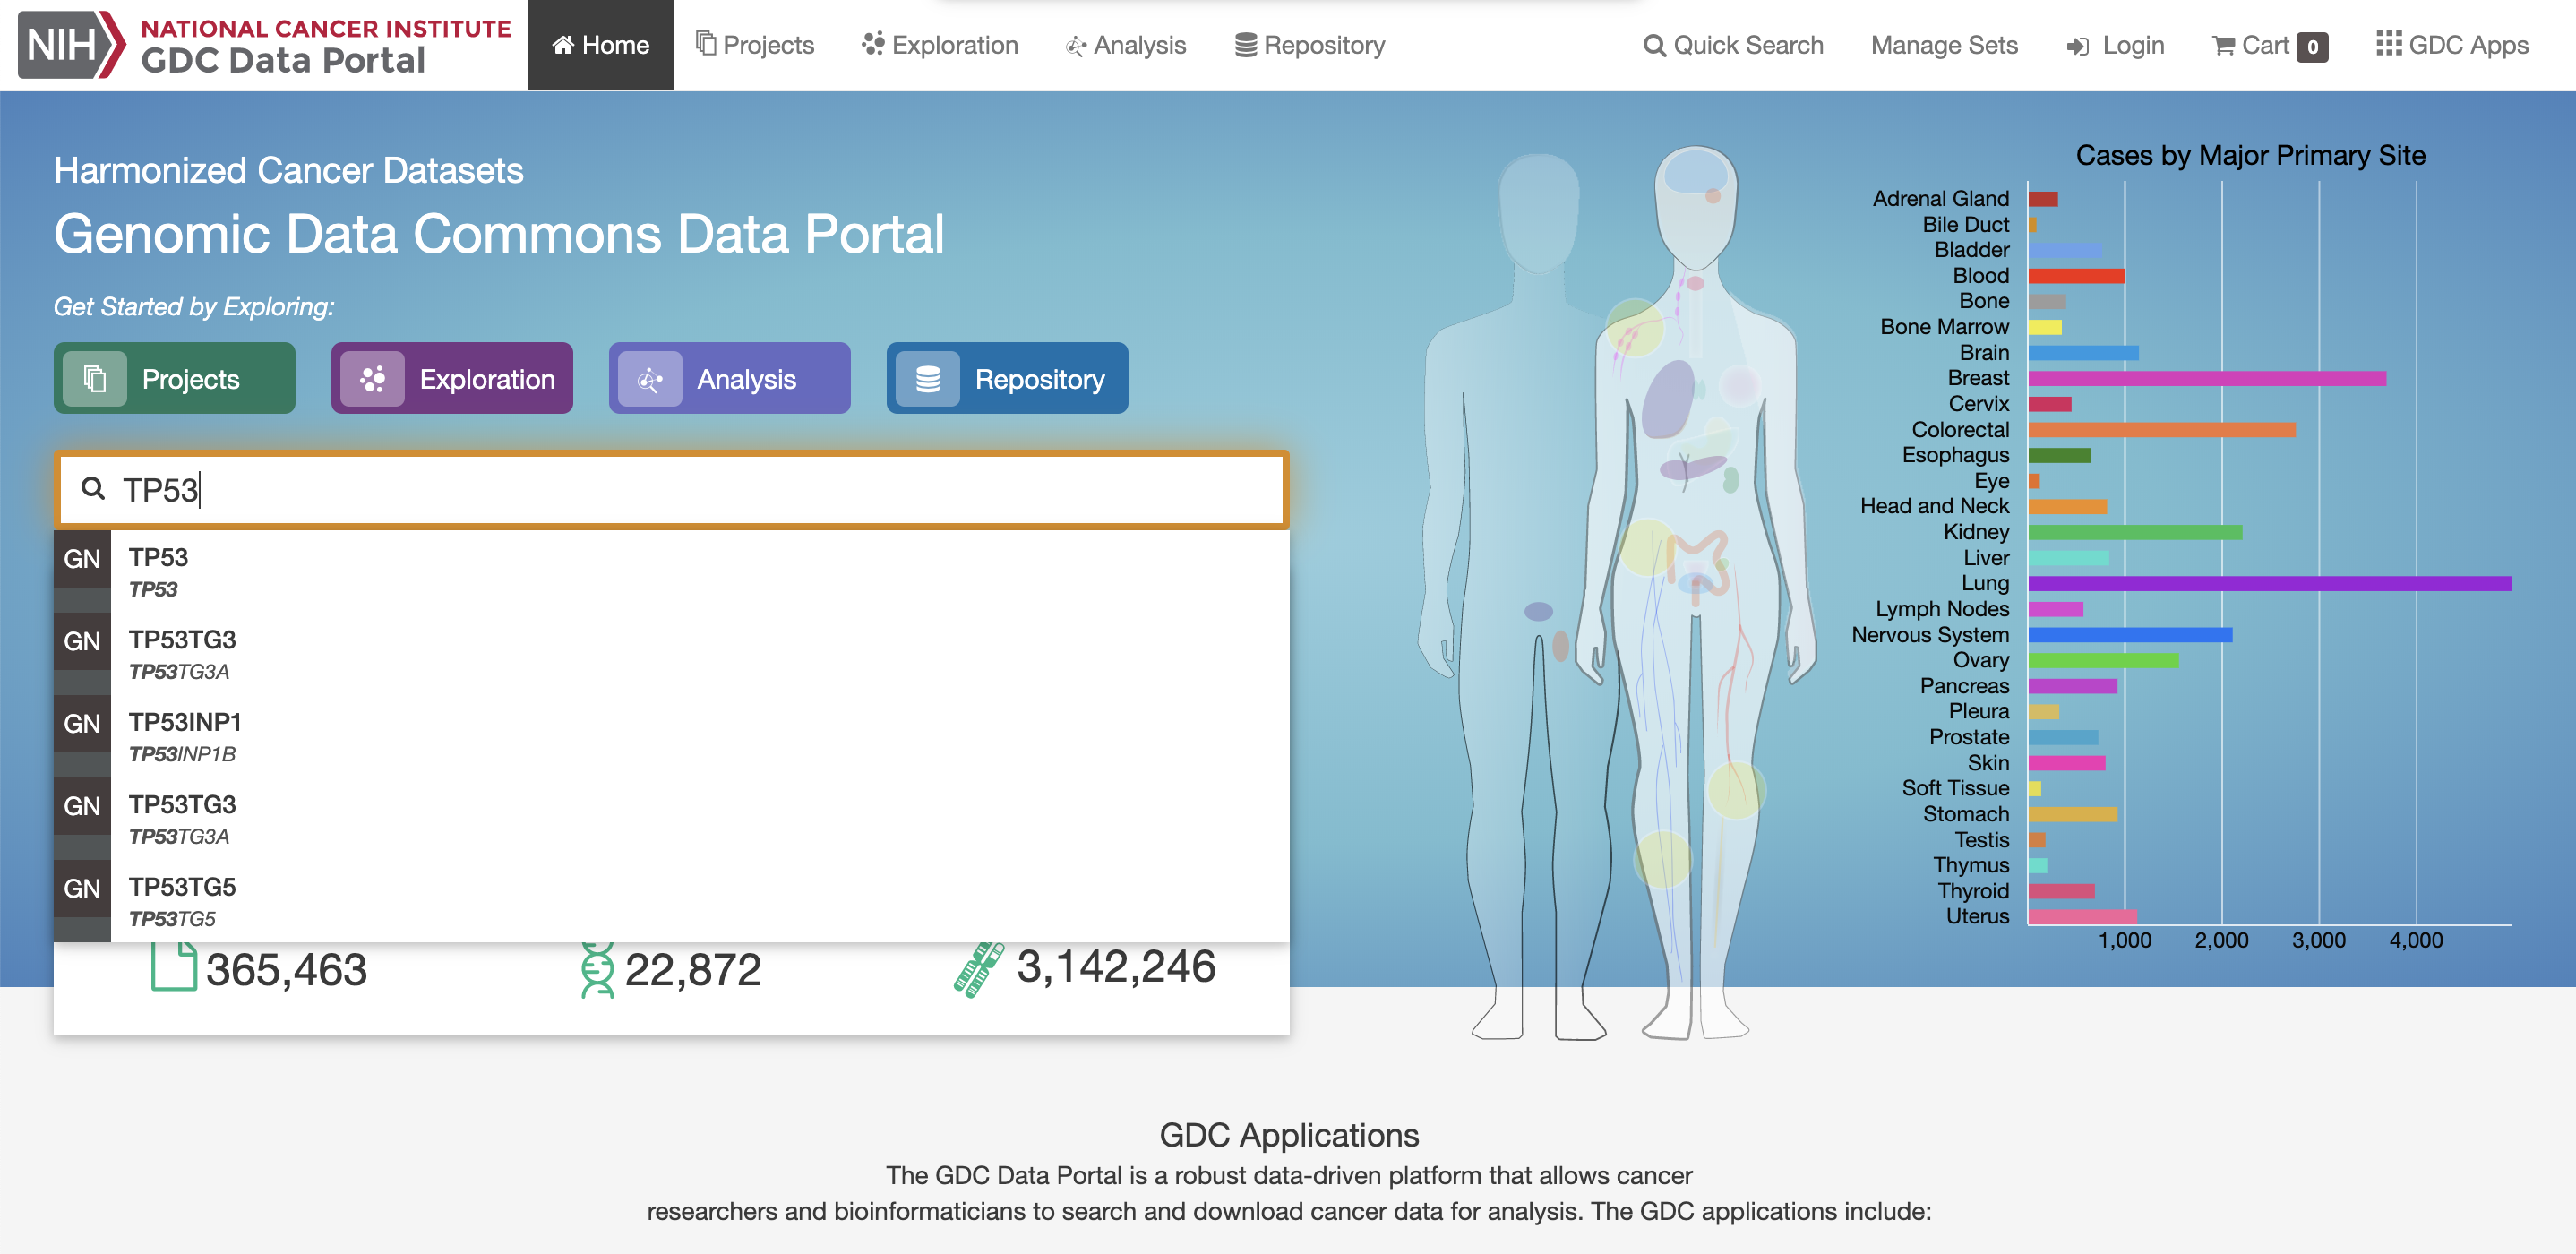 NIH
NATIONAL CANCER INSTITUTE
GDC Data Portal
Home
Projects
Exploration
Analysis
Repository
Quick Search
Manage Sets
Login
Cart 0
GDC Apps
Harmonized Cancer Datasets
Genomic Data Commons Data Portal
Get Started by Exploring:
Projects
Exploration
Analysis
Repository
TP53
GN
TP53
TP53
GN
TP53TG3
TP53TG3A
GN
TP53INP1
TP53INP1B
GN
TP53TG3
TP53TG3A
GN
TP53TG5
TP53TG5
365,463
22,872
3,142,246
Cases by Major Primary Site
Adrenal Gland
Bile Duct
Bladder
Blood
Bone
Bone Marrow
Brain
Breast
Cervix
Colorectal
Esophagus
Eye
Head and Neck
Kidney
Liver
Lung
Lymph Nodes
Nervous System
Ovary
Pancreas
Pleura
Prostate
Skin
Soft Tissue
Stomach
Testis
Thymus
Thyroid
Uterus
1,000 2,000 3,000 4,000
GDC Applications
The GDC Data Portal is a robust data-driven platform that allows cancer
researchers and bioinformaticians to search and download cancer data for analysis. The GDC applications include: